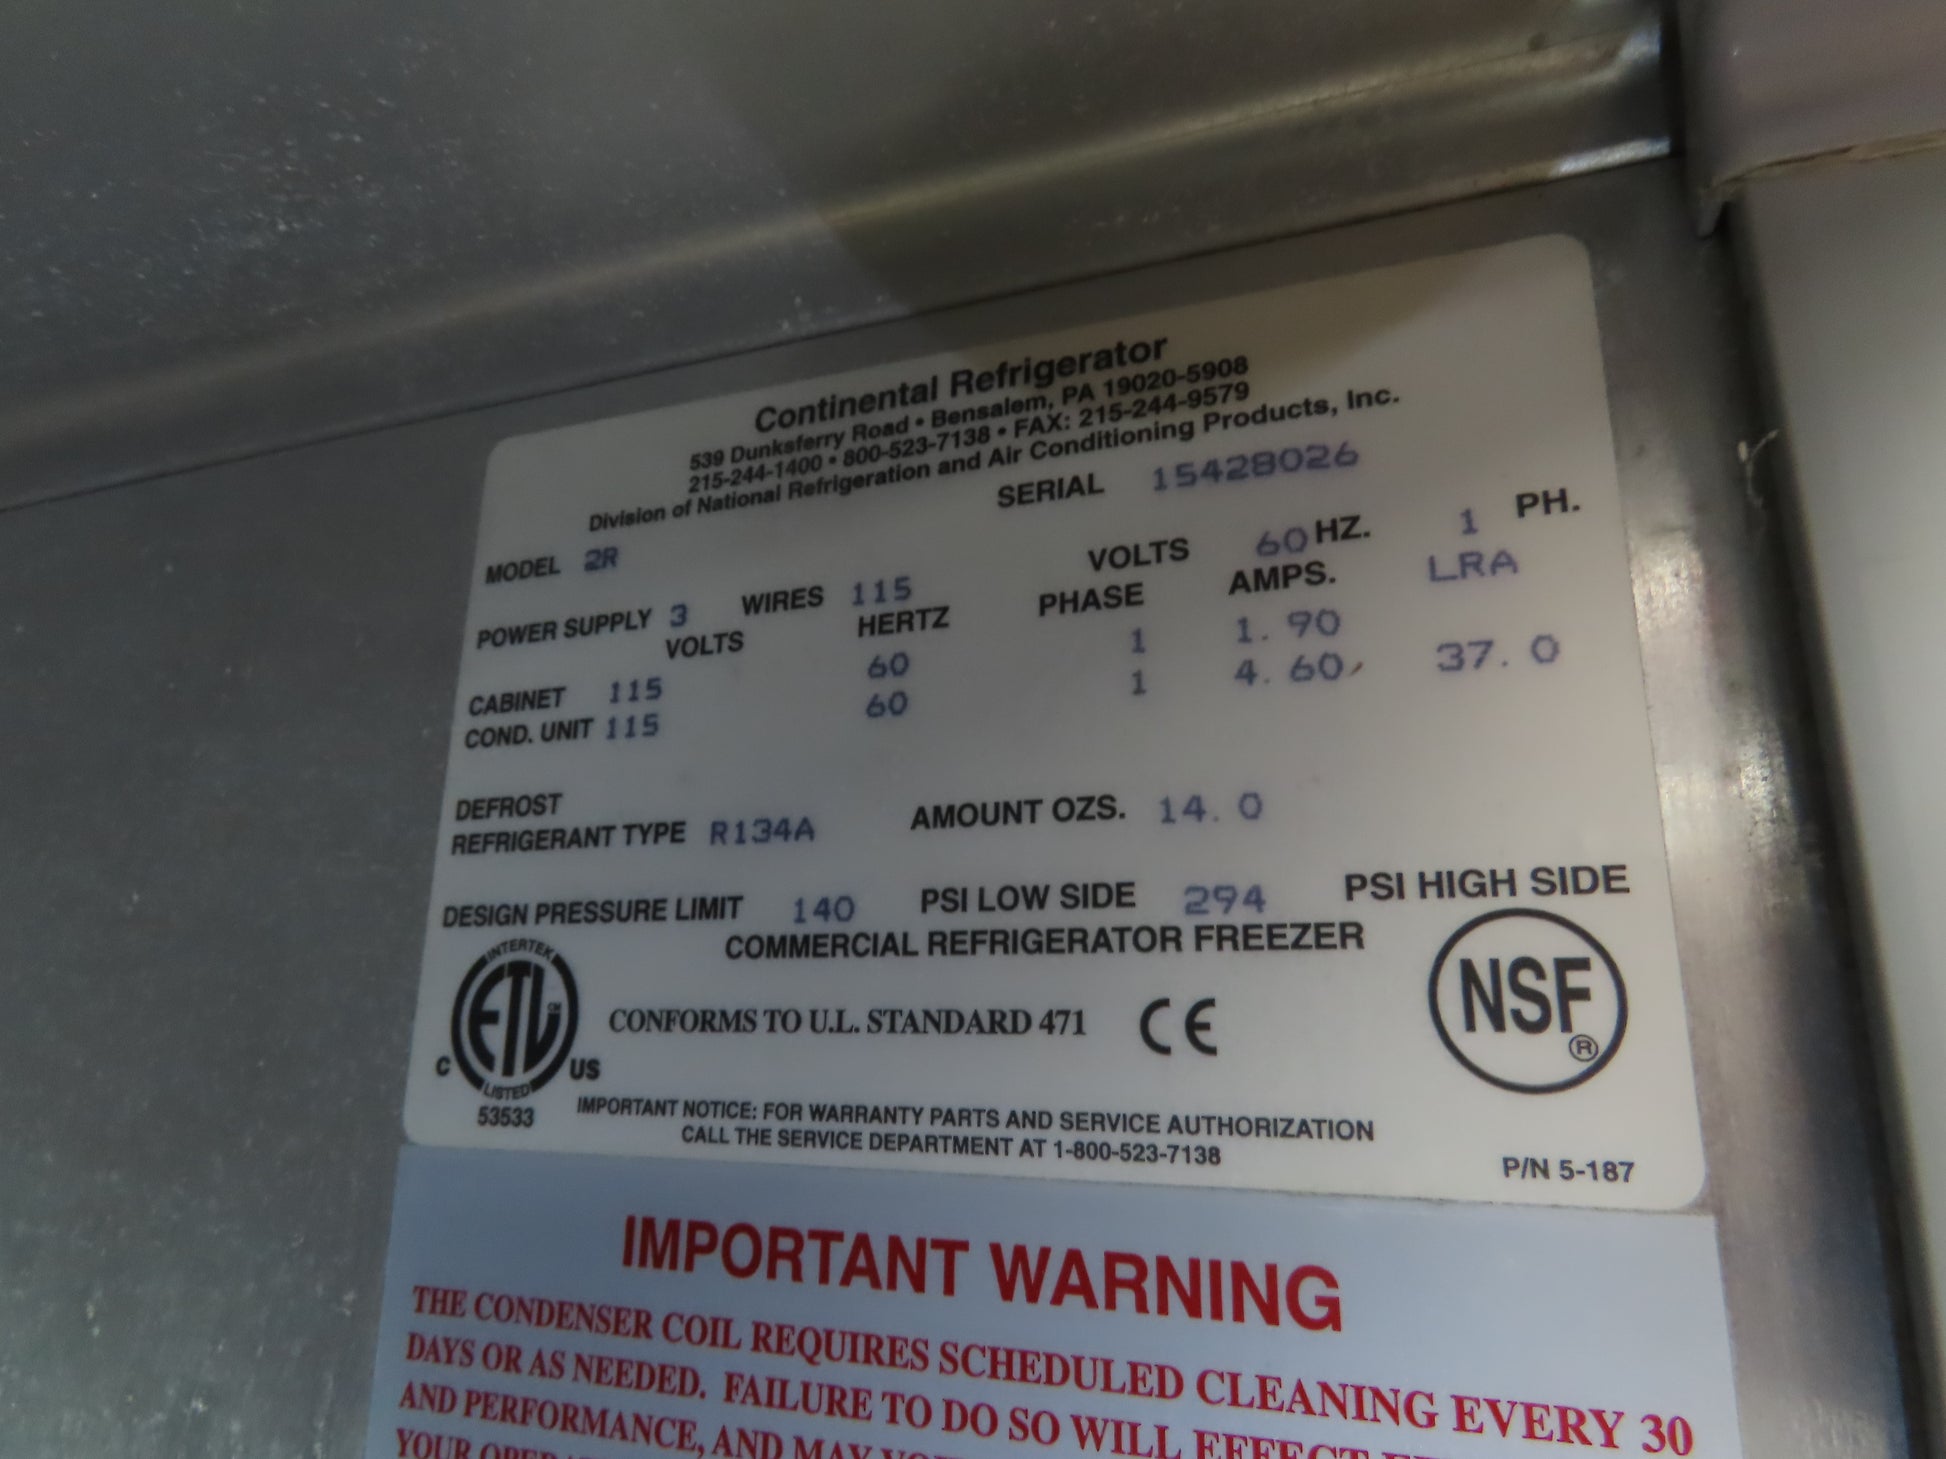 Continental Refrigerator
539 Dunksferry Road • Bensalem, PA 19020-5908
215-244-1400 • 800-523-7138 • FAX: 215-244-9579
Division of National Refrigeration and Air Conditioning Products, Inc.
MODEL 2R SERIAL 15428026
POWER SUPPLY 3 WIRES 115 VOLTS 60 HZ. 1 PH.
VOLTS HERTZ PHASE AMPS. LRA
CABINET 115 60 1 1.90
COND. UNIT 115 60 1 4.60 37.0
DEFROST
REFRIGERANT TYPE R134A AMOUNT OZS. 14.0
DESIGN PRESSURE LIMIT 140 PSI LOW SIDE 294 PSI HIGH SIDE
COMMERCIAL REFRIGERATOR FREEZER
INTERTEK
ETL CM
C US
LISTED
53533
CONFORMS TO U.L. STANDARD 471 CE
NSF ®
IMPORTANT NOTICE: FOR WARRANTY PARTS AND SERVICE AUTHORIZATION
CALL THE SERVICE DEPARTMENT AT 1-800-523-7138
P/N 5-187
IMPORTANT WARNING
THE CONDENSER COIL REQUIRES SCHEDULED CLEANING EVERY 30
DAYS OR AS NEEDED. FAILURE TO DO SO WILL EFFECT
AND PERFORMANCE, AND MAY
YOUR